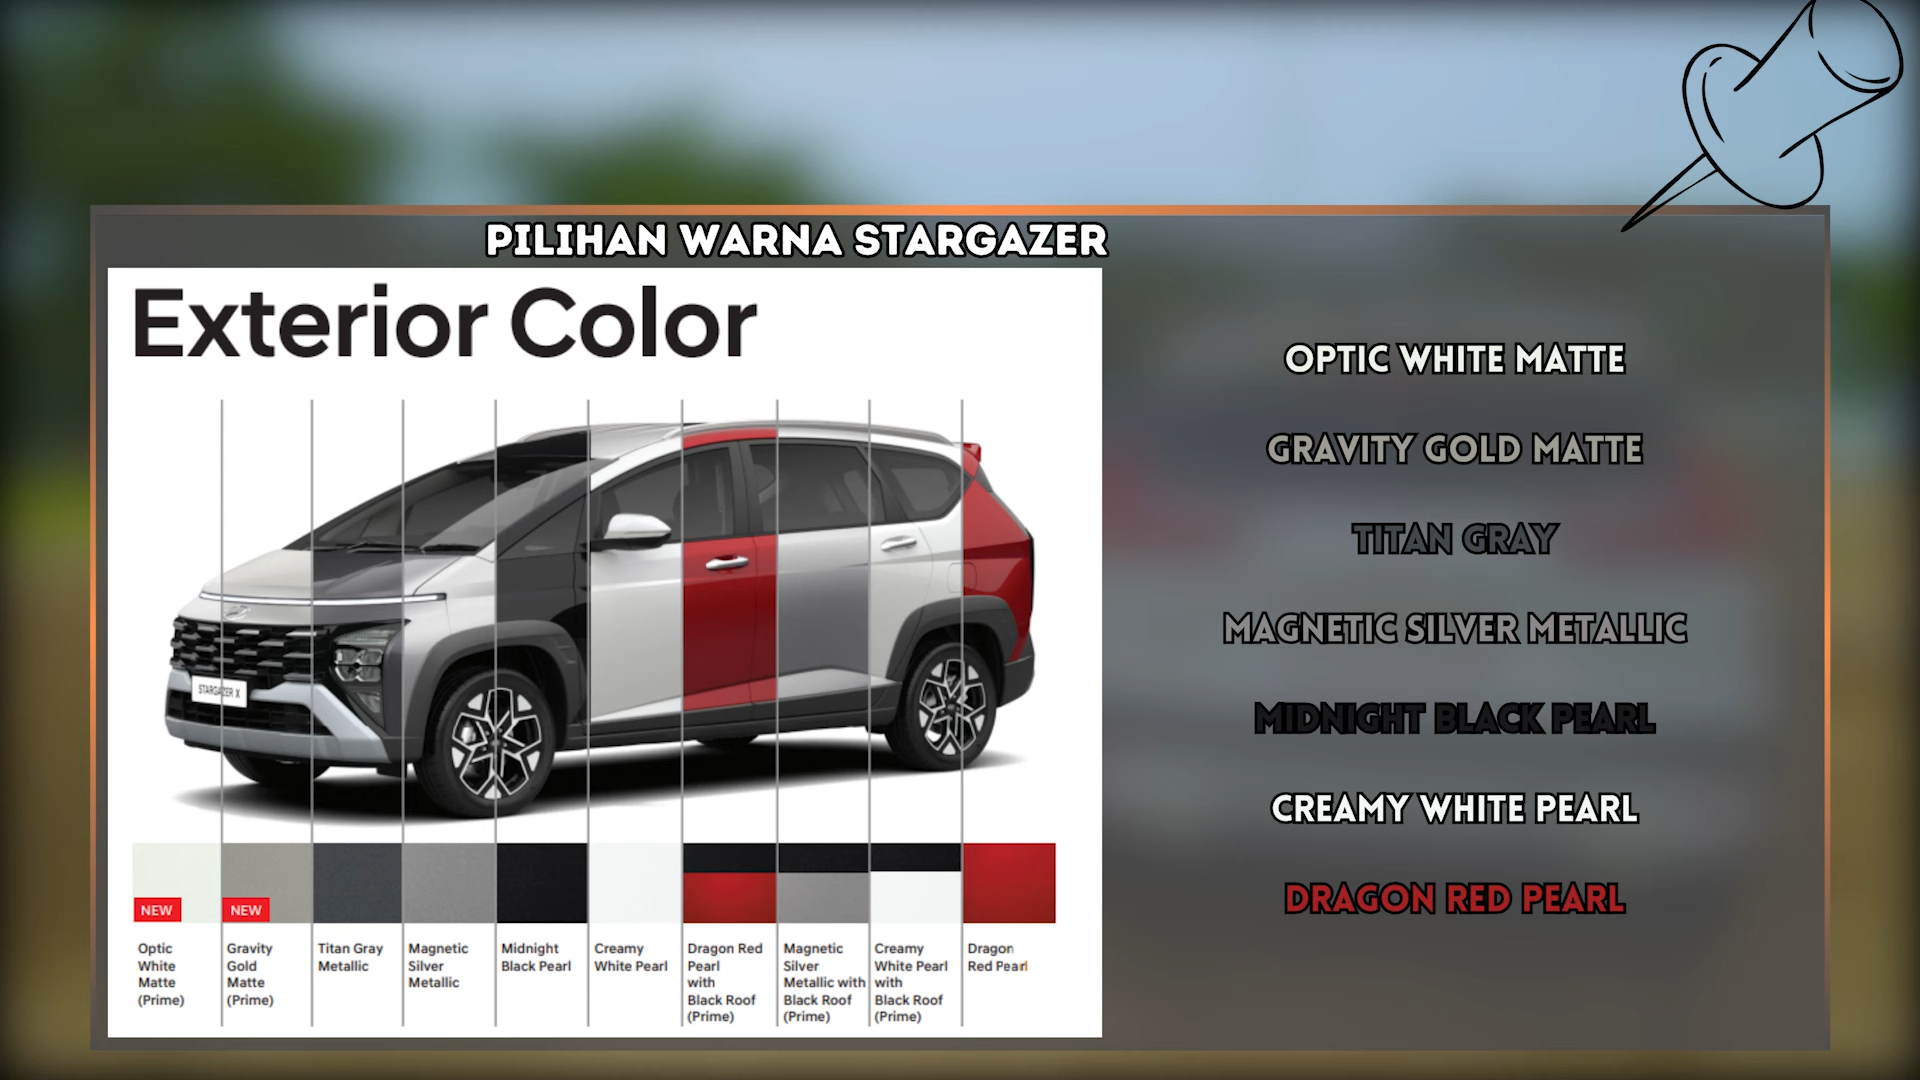 PILIHAN WARNA STARGAZER
Exterior Color
STARGAZER X
NEW
NEW
Optic
White
Matte
(Prime)
Gravity
Gold
Matte
(Prime)
Titan Gray
Metallic
Magnetic
Silver
Metallic
Midnight
Black Pearl
Creamy
White Pearl
Dragon Red
Pearl
with
Black Roof
(Prime)
Magnetic
Silver
Metallic with
Black Roof
(Prime)
Creamy
White Pearl
with
Black Roof
(Prime)
Dragon
Red Pearl
OPTIC WHITE MATTE
GRAVITY GOLD MATTE
TITAN GRAY
MAGNETIC SILVER METALLIC
MIDNIGHT BLACK PEARL
CREAMY WHITE PEARL
DRAGON RED PEARL